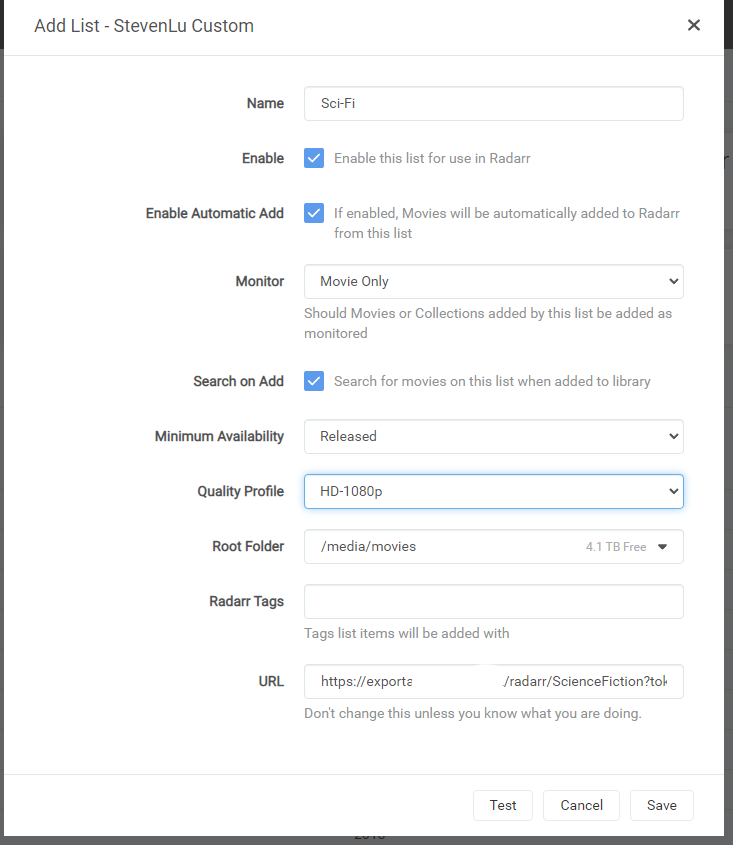 Add List - StevenLu Custom
Name
Sci-Fi
Enable
Enable this list for use in Radarr
Enable Automatic Add
If enabled, Movies will be automatically added to Radarr
from this list
Monitor
Movie Only
Should Movies or Collections added by this list be added as
monitored
Search on Add
Search for movies on this list when added to library
Minimum Availability
Released
Quality Profile
HD-1080p
Root Folder
/media/movies
4.1 TB Free
Radarr Tags
Tags list items will be added with
URL
https://exporta /radarr/ScienceFiction?tok
Don't change this unless you know what you are doing.
Test
Cancel
Save